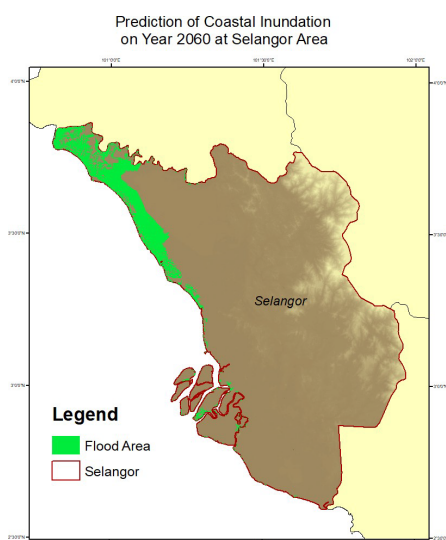 Prediction of Coastal Inundation
on Year 2060 at Selangor Area
Selangor
Legend
Flood Area
Selangor